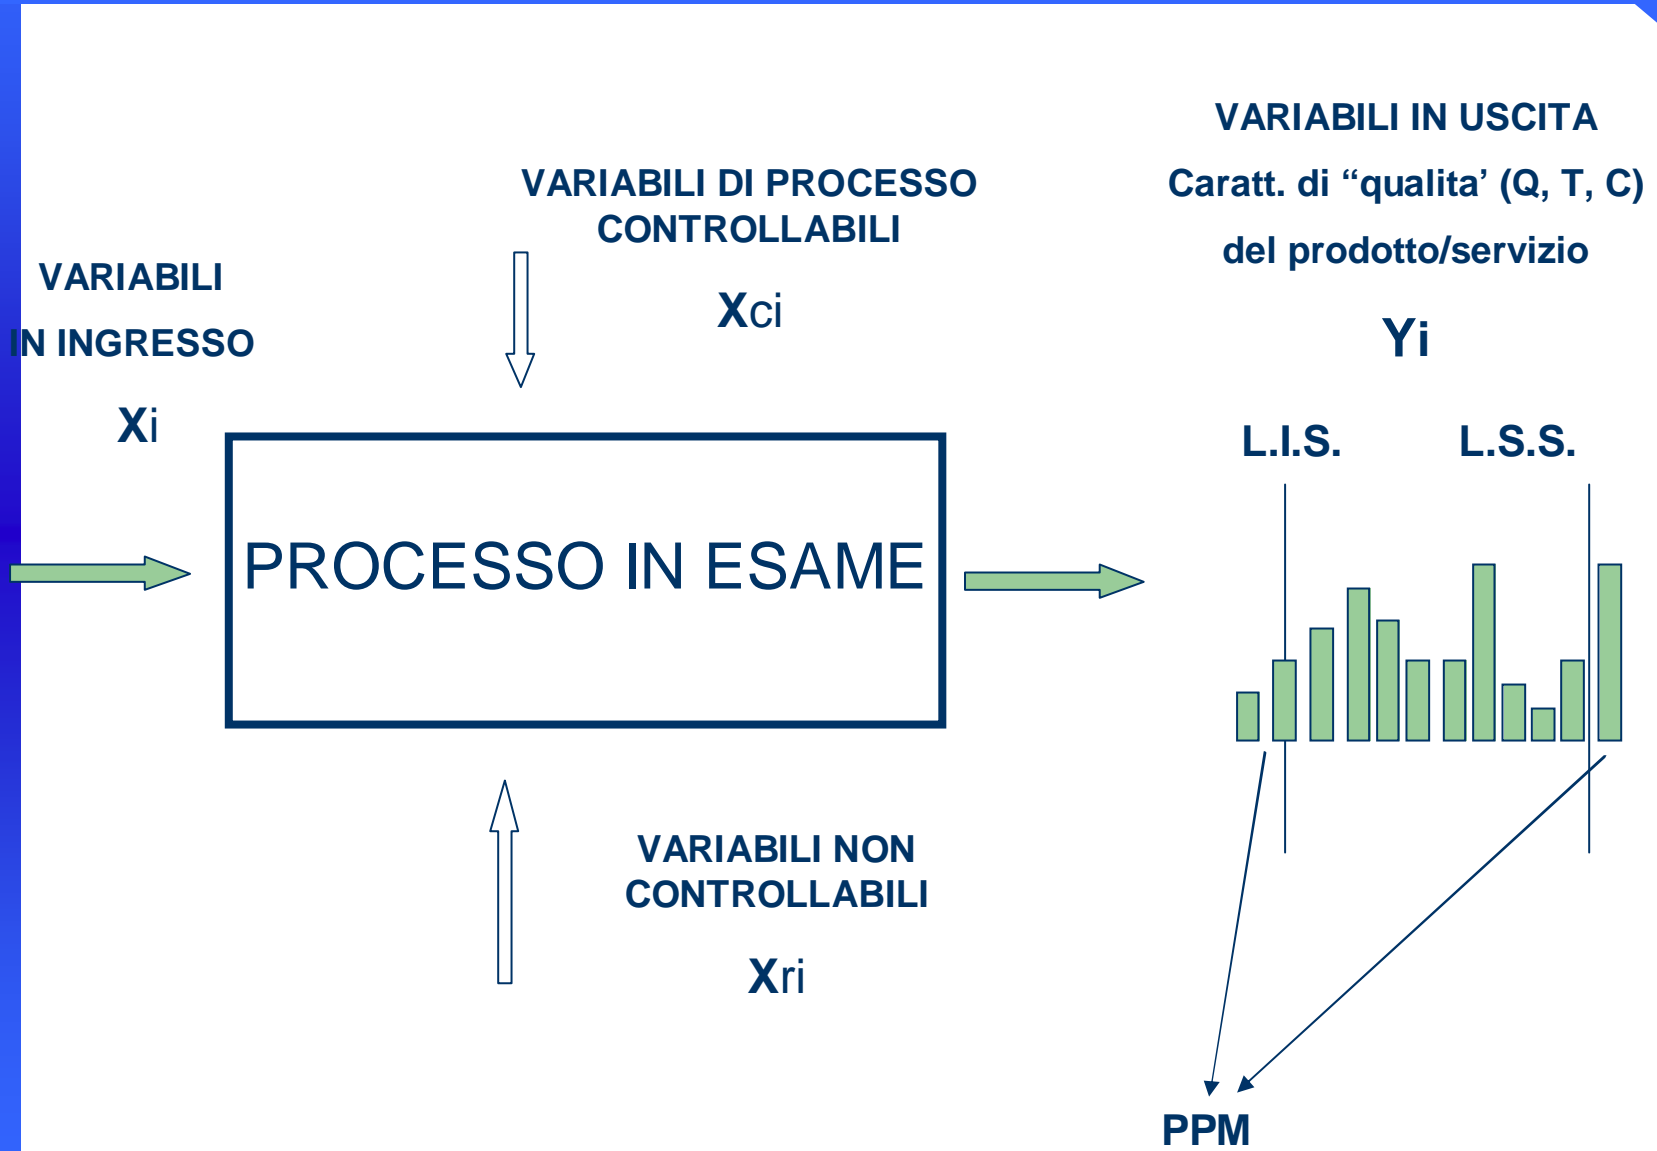 VARIABILI
IN INGRESSO
Xi
VARIABILI DI PROCESSO
CONTROLLABILI
Xci
VARIABILI IN USCITA
Caratt. di “qualita’ (Q, T, C)
del prodotto/servizio
Yi
L.I.S.
L.S.S.
PROCESSO IN ESAME
VARIABILI NON
CONTROLLABILI
Xri
PPM